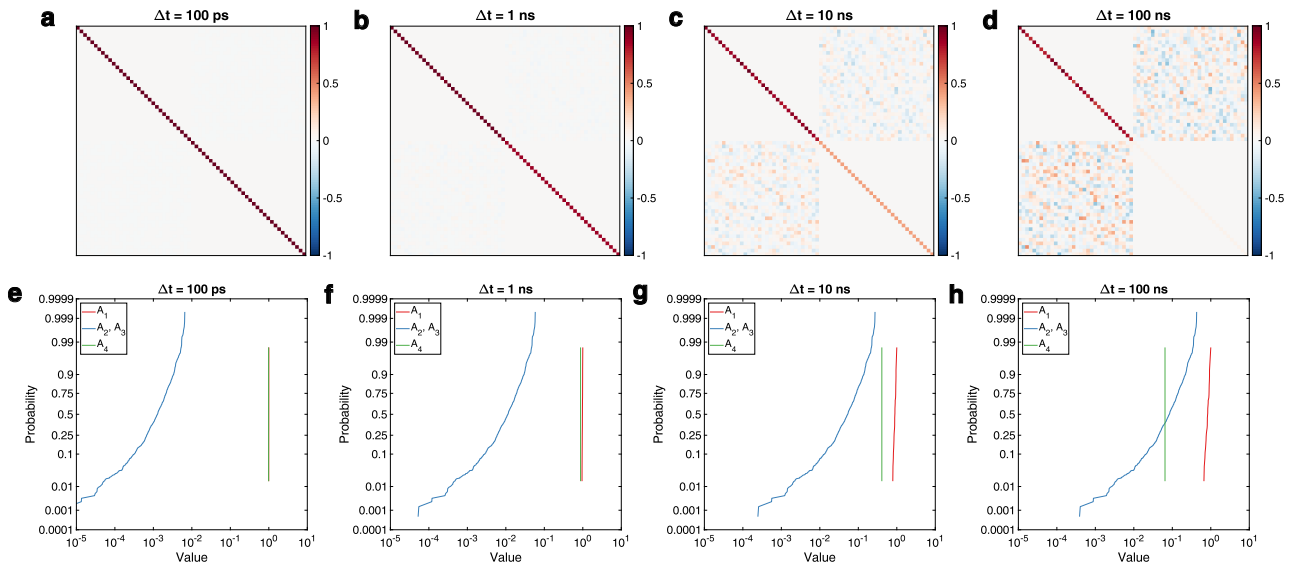 a
Δt = 100 ps
1
0.5
0
-0.5
-1
b
Δt = 1 ns
1
0.5
0
-0.5
-1
c
Δt = 10 ns
1
0.5
0
-0.5
-1
d
Δt = 100 ns
1
0.5
0
-0.5
-1
e
Δt = 100 ps
0.9999
0.999
0.99
0.9
0.75
0.5
0.25
0.1
0.01
0.001
0.0001
Probability
A₁
A₂, A₃
A₄
10⁻⁵ 10⁻⁴ 10⁻³ 10⁻² 10⁻¹ 10⁰ 10¹
Value
f
Δt = 1 ns
0.9999
0.999
0.99
0.9
0.75
0.5
0.25
0.1
0.01
0.001
0.0001
Probability
A₁
A₂, A₃
A₄
10⁻⁵ 10⁻⁴ 10⁻³ 10⁻² 10⁻¹ 10⁰ 10¹
Value
g
Δt = 10 ns
0.9999
0.999
0.99
0.9
0.75
0.5
0.25
0.1
0.01
0.001
0.0001
Probability
A₁
A₂, A₃
A₄
10⁻⁵ 10⁻⁴ 10⁻³ 10⁻² 10⁻¹ 10⁰ 10¹
Value
h
Δt = 100 ns
0.9999
0.999
0.99
0.9
0.75
0.5
0.25
0.1
0.01
0.001
0.0001
Probability
A₁
A₂, A₃
A₄
10⁻⁵ 10⁻⁴ 10⁻³ 10⁻² 10⁻¹ 10⁰ 10¹
Value